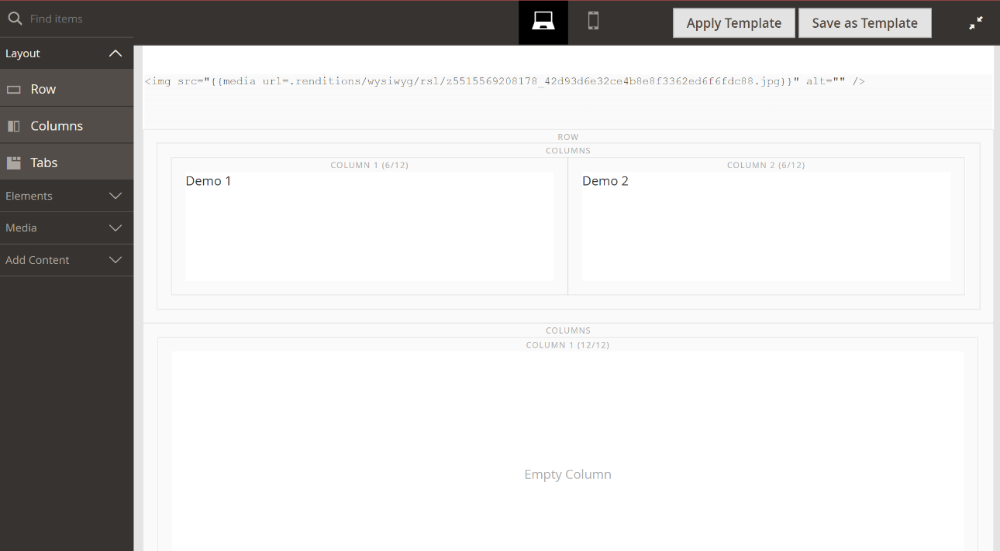 Find items
Apply Template
Save as Template
Layout
Row
Columns
Tabs
Elements
Media
Add Content
<img src="{{media url=.renditions/wysiwyg/rsl/z5515569208178_42d93d6e32ce4b8e8f3362ed6f6fdc88.jpg}}" alt="" />
ROW
COLUMNS
COLUMN 1 (6/12)
COLUMN 2 (6/12)
Demo 1
Demo 2
COLUMNS
COLUMN 1 (12/12)
Empty Column